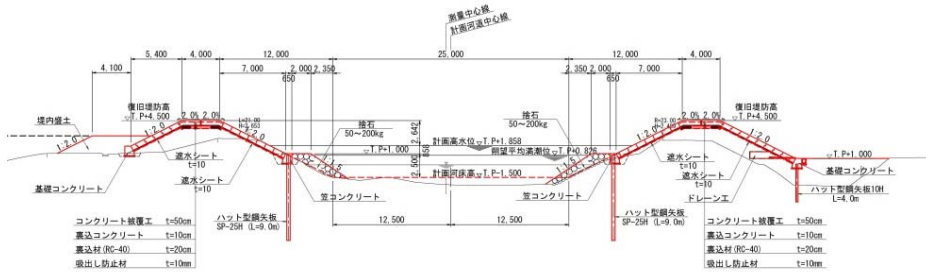 測量中心線
計画河道中心線
5,400
4,000
12,000
25,000
12,000
4,000
4,100
7,000
2,000
2,350
650
2,350
2,000
650
7,000
堤内盛土
1:2.0
復旧堤防高
▽T.P+4.500
1:2.0
2.0%
2.0%
1:2.0
捨石
50～200kg
2,642
858
2,500
計画高水位▽T.P+1.858
朔望平均満潮位▽T.P+0.826
計画河床高▽T.P-1.500
1:5
捨石
50～200kg
1:5
▽T.P+1.000
1:2.0
2.0%
2.0%
復旧堤防高
▽T.P+4.500
1:2.0
▽T.P+1.000
遮水シート
t=10
遮水シート
t=10
基礎コンクリート
笠コンクリート
笠コンクリート
遮水シート
t=10
遮水シート
t=10
ドレーン工
基礎コンクリート
ハット型鋼矢板10H
L=4.0m
12,500
12,500
ハット型鋼矢板
SP-25H (L=9.0m)
ハット型鋼矢板
SP-25H (L=9.0m)
コンクリート被覆工 t=50cm
裏込コンクリート t=10cm
裏込材(RC-40) t=20cm
吸出し防止材 t=10mm
コンクリート被覆工 t=50cm
裏込コンクリート t=10cm
裏込材(RC-40) t=20cm
吸出し防止材 t=10mm